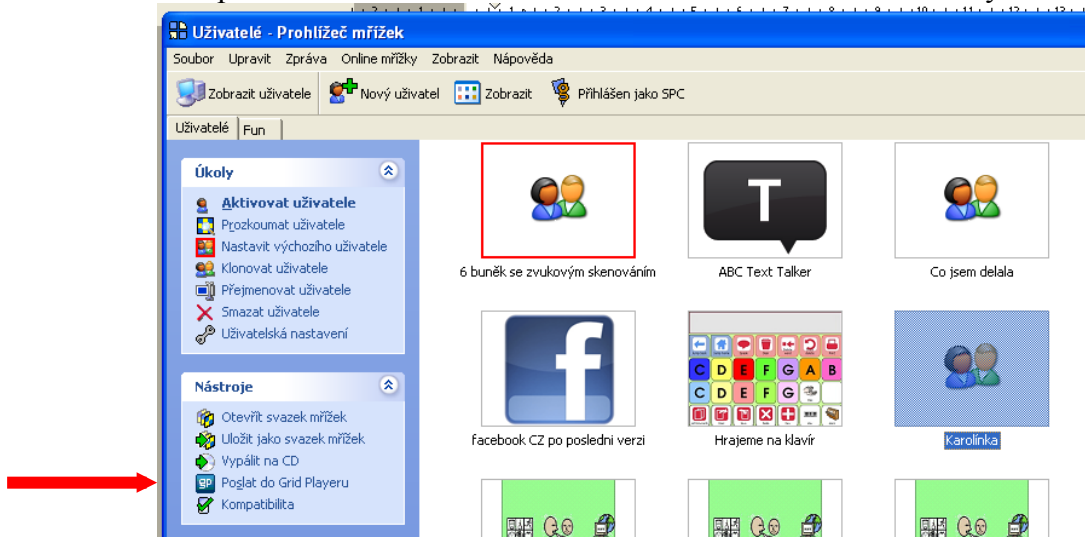 Uživatelé - Prohlížeč mřížek
Soubor Upravit Zpráva Online mřížky Zobrazit Nápověda
Zobrazit uživatele Nový uživatel Zobrazit Přihlášen jako SPC
Uživatelé Fun
Úkoly
Aktivovat uživatele
Prozkoumat uživatele
Nastavit výchozího uživatele
Klonovat uživatele
Přejmenovat uživatele
Smazat uživatele
Uživatelská nastavení
Nástroje
Otevřít svazek mřížek
Uložit jako svazek mřížek
Vypálit na CD
gp Poslat do Grid Playeru
Kompatibilita
T
6 buněk se zvukovým skenováním ABC Text Talker Co jsem delala
f
C D E F G A B
C D E F G
facebook CZ po posledni verzi Hrajeme na klavír Karolínka